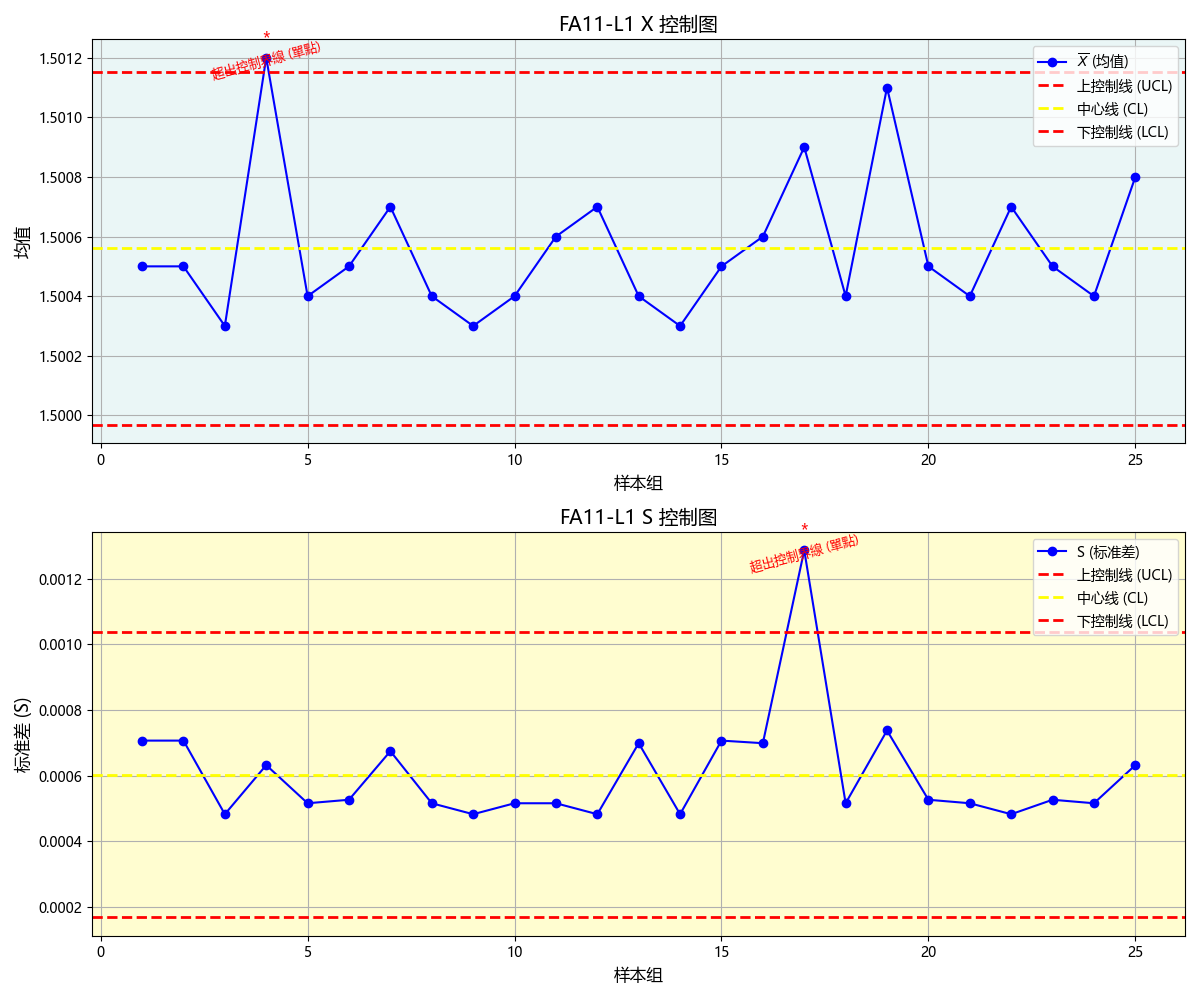 FA11-L1 X 控制图
*
超出控制界線 (單點)
X̅ (均值)
上控制线 (UCL)
中心线 (CL)
下控制线 (LCL)
1.5012
1.5010
1.5008
1.5006
1.5004
1.5002
1.5000
均值
0 5 10 15 20 25
样本组
FA11-L1 S 控制图
*
超出控制界線 (單點)
S (标准差)
上控制线 (UCL)
中心线 (CL)
下控制线 (LCL)
0.0012
0.0010
0.0008
0.0006
0.0004
0.0002
标准差 (S)
0 5 10 15 20 25
样本组